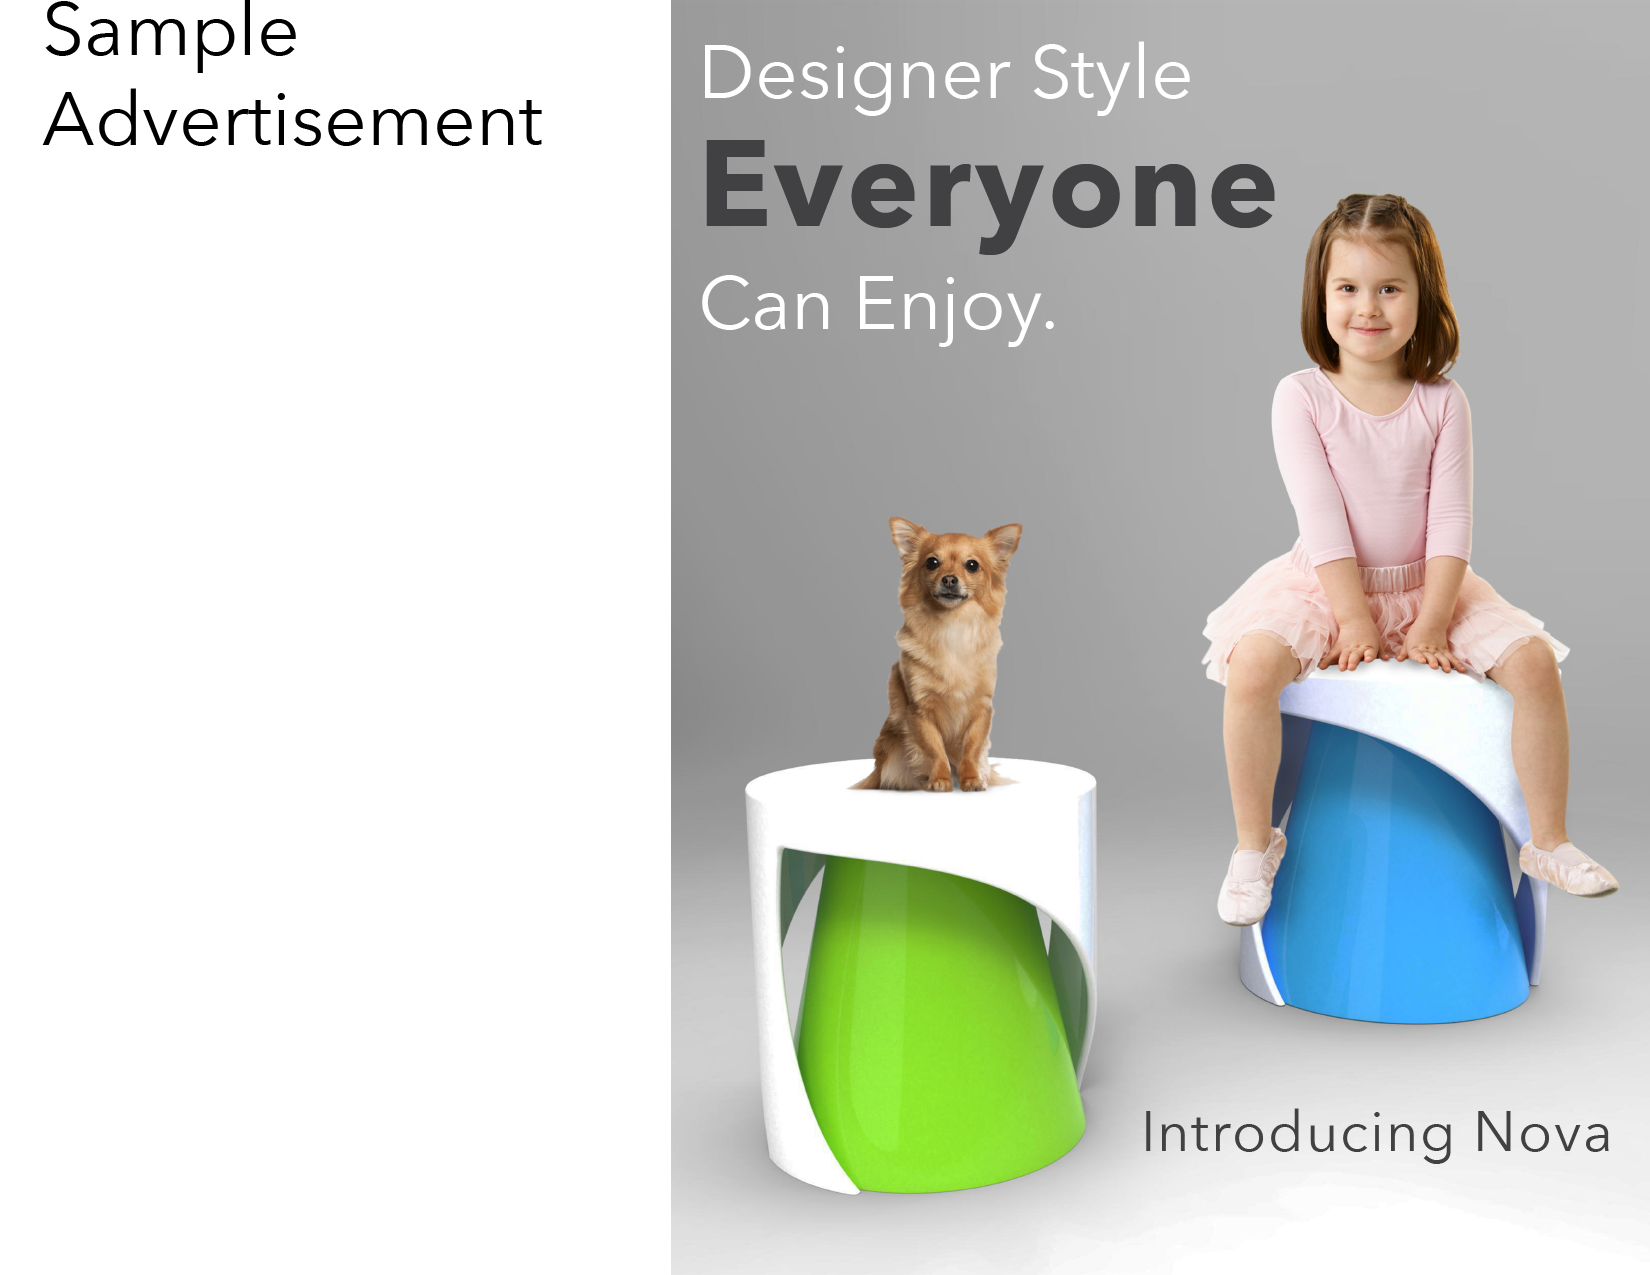 Sample
Advertisement
Designer Style
Everyone
Can Enjoy.
Introducing Nova